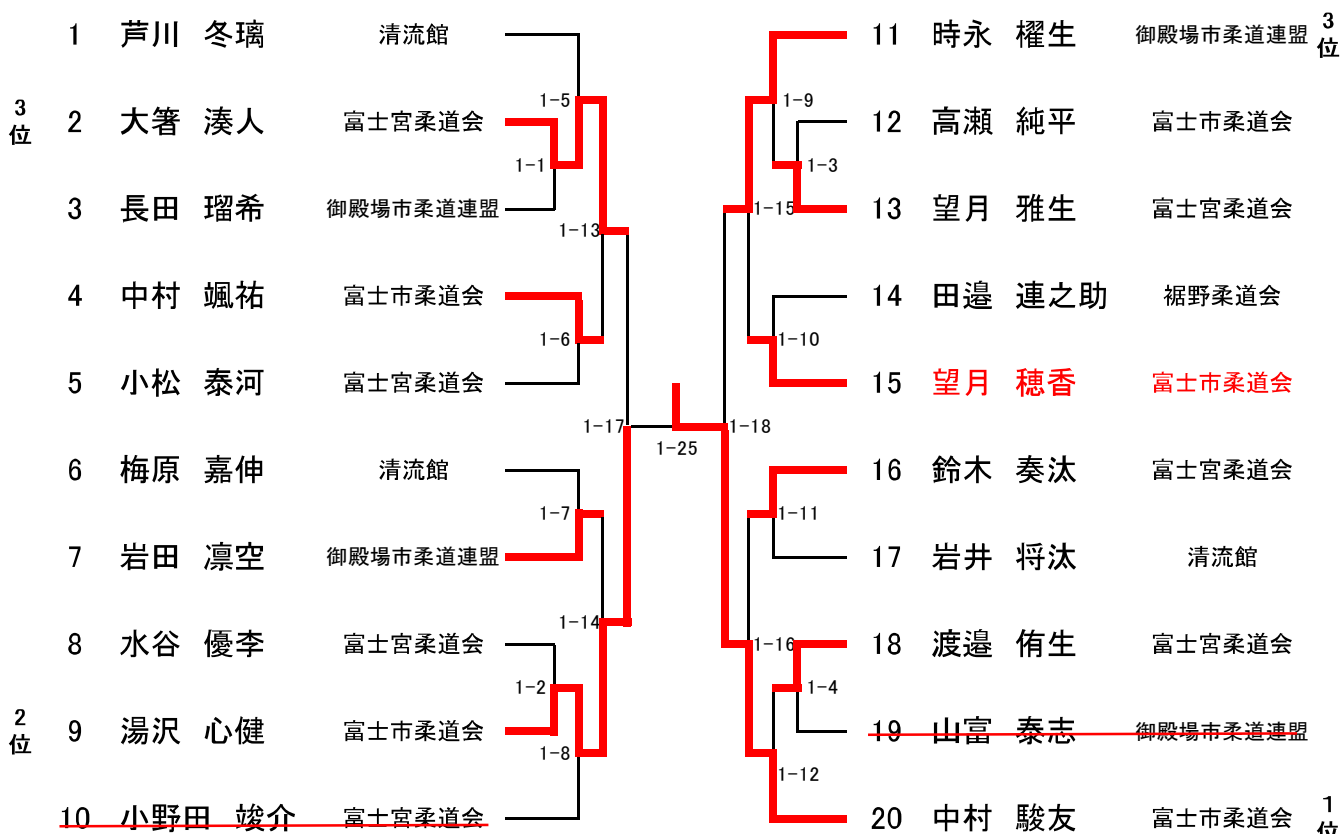 1 芦川 冬璃 清流館
3位
2 大箸 湊人 富士宮柔道会
3 長田 瑠希 御殿場市柔道連盟
4 中村 颯祐 富士市柔道会
5 小松 泰河 富士宮柔道会
6 梅原 嘉伸 清流館
7 岩田 凛空 御殿場市柔道連盟
8 水谷 優李 富士宮柔道会
2位
9 湯沢 心健 富士市柔道会
10 小野田 竣介 富士宮柔道会
1-5
1-1
1-13
1-6
1-17
1-7
1-14
1-2
1-8
1-25
1-9
1-3
1-15
1-10
1-18
1-11
1-16
1-4
1-12
11 時永 櫂生 御殿場市柔道連盟
3位
12 高瀬 純平 富士市柔道会
13 望月 雅生 富士宮柔道会
14 田邉 連之助 裾野柔道会
15 望月 穂香 富士市柔道会
16 鈴木 奏汰 富士宮柔道会
17 岩井 将汰 清流館
18 渡邉 侑生 富士宮柔道会
19 山富 泰志 御殿場市柔道連盟
20 中村 駿友 富士市柔道会
1位